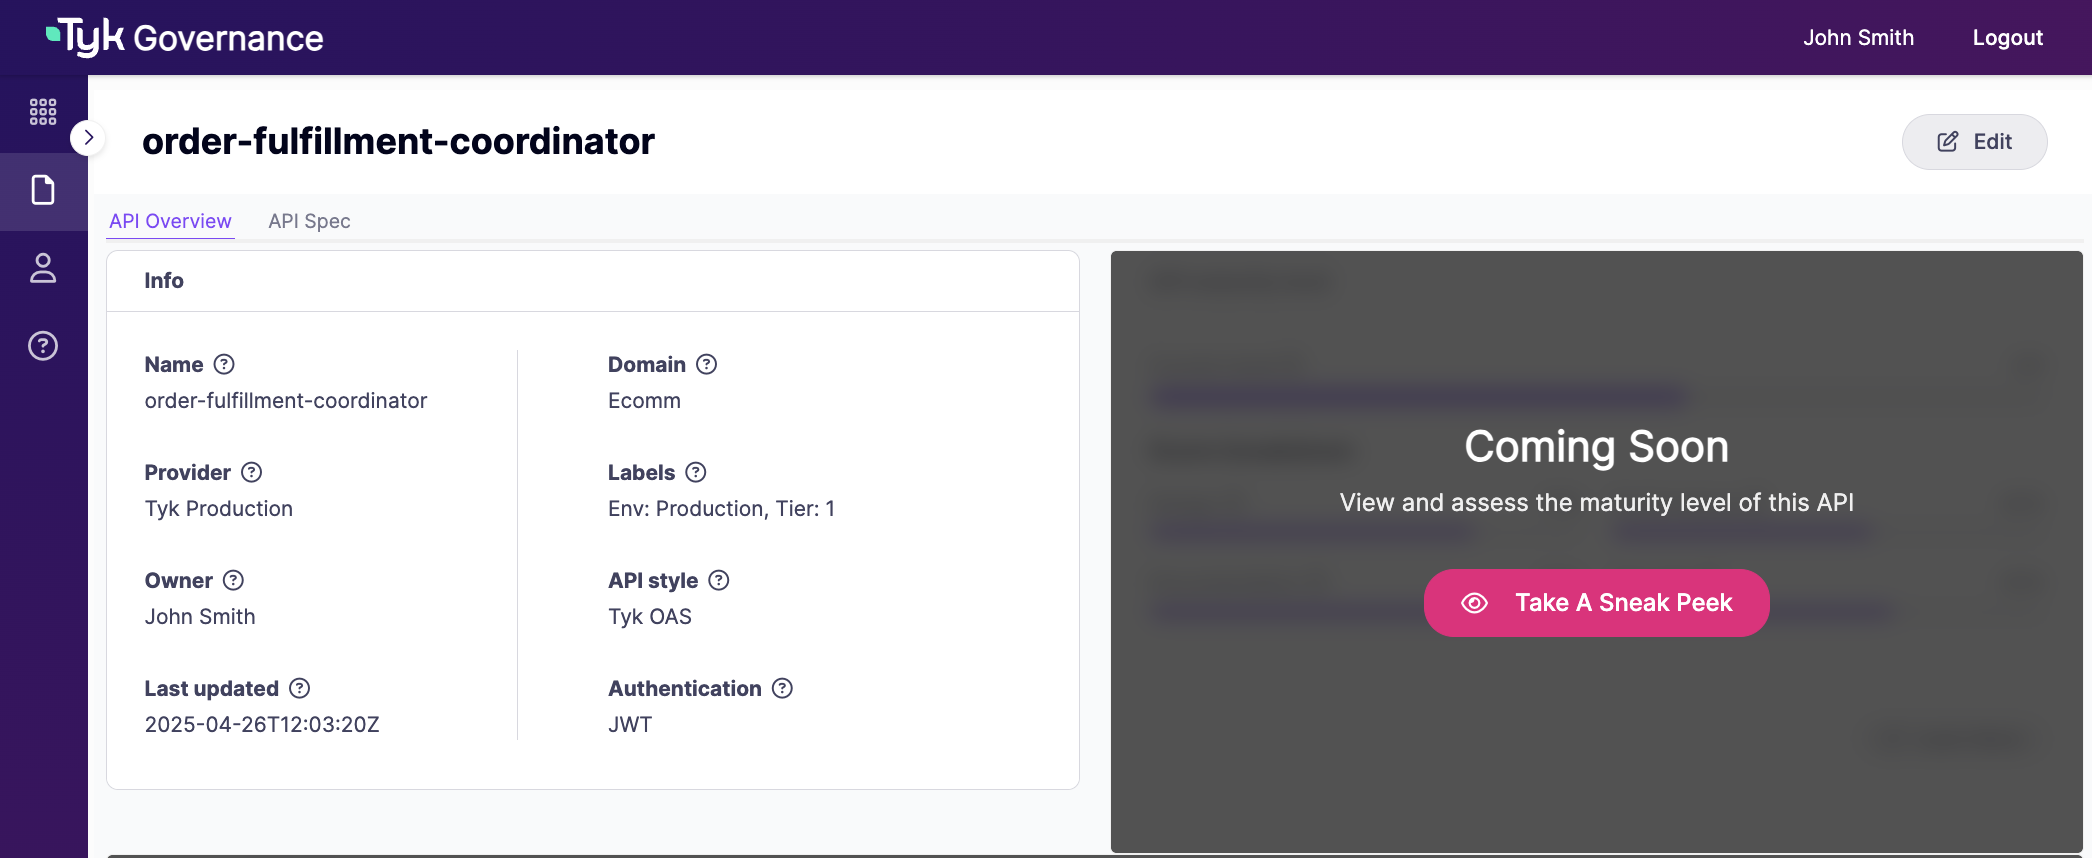 Tyk Governance
John Smith
Logout
order-fulfillment-coordinator
Edit
API Overview
API Spec
Info
Name
order-fulfillment-coordinator
Domain
Ecomm
Provider
Tyk Production
Labels
Env: Production, Tier: 1
Owner
John Smith
API style
Tyk OAS
Last updated
2025-04-26T12:03:20Z
Authentication
JWT
Coming Soon
View and assess the maturity level of this API
Take A Sneak Peek